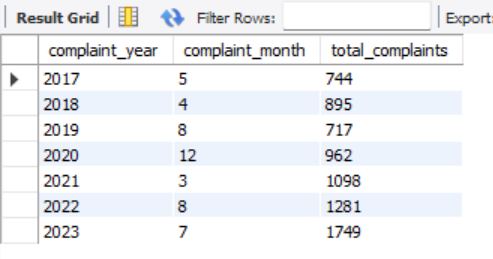 Result Grid Filter Rows: Export:
complaint_year complaint_month total_complaints
2017 5 744
2018 4 895
2019 8 717
2020 12 962
2021 3 1098
2022 8 1281
2023 7 1749